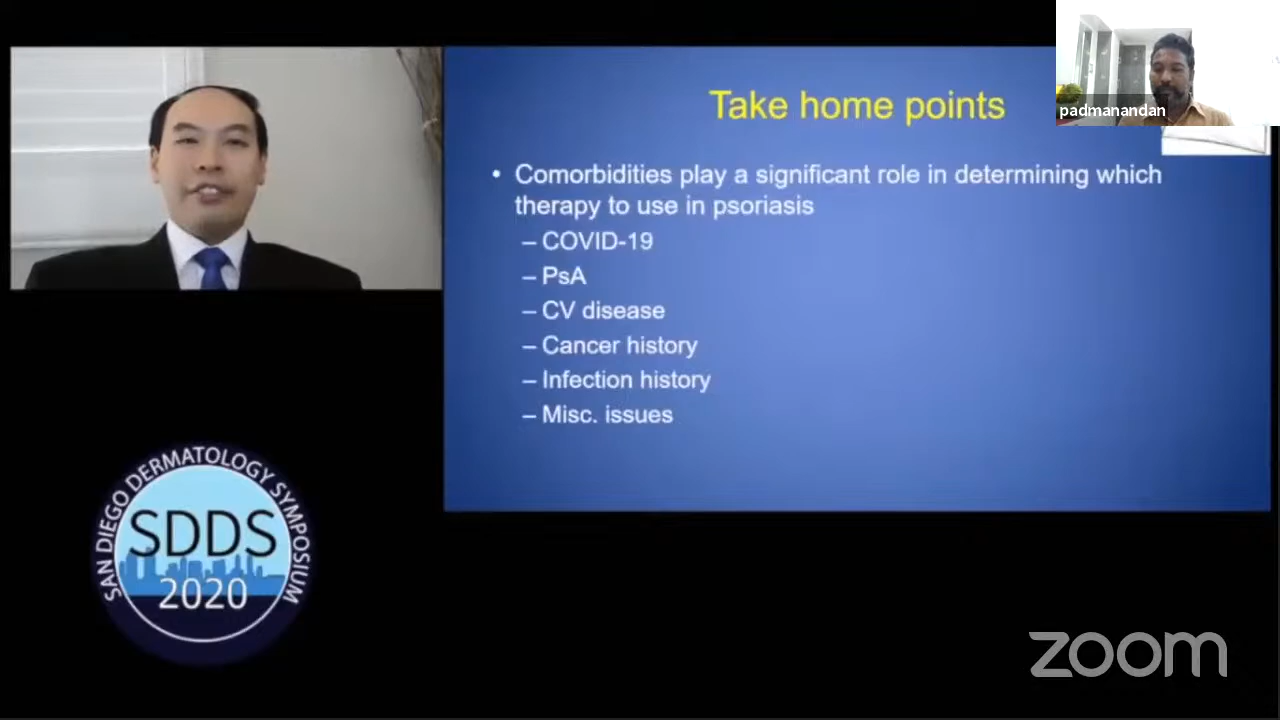 padmanandan
Take home points
• Comorbidities play a significant role in determining which
therapy to use in psoriasis
– COVID-19
– PsA
– CV disease
– Cancer history
– Infection history
– Misc. issues
SAN DIEGO DERMATOLOGY SYMPOSIUM
SDDS
2020
zoom